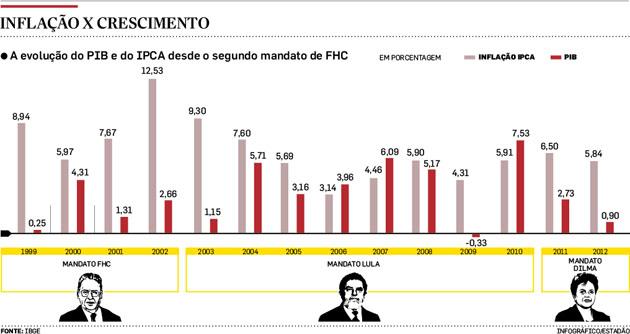 INFLAÇÃO X CRESCIMENTO
A evolução do PIB e do IPCA desde o segundo mandato de FHC
EM PORCENTAGEM
INFLAÇÃO IPCA
PIB
8,94 0,25 5,97 4,31 7,67 1,31 12,53 2,66 9,30 1,15 7,60 5,71 5,69 3,16 3,14 3,96 4,46 6,09 5,90 5,17 4,31 -0,33 5,91 7,53 6,50 2,73 5,84 0,90
1999 2000 2001 2002 2003 2004 2005 2006 2007 2008 2009 2010 2011 2012
MANDATO FHC
MANDATO LULA
MANDATO
DILMA
FONTE: IBGE
INFOGRÁFICO/ESTADÃO